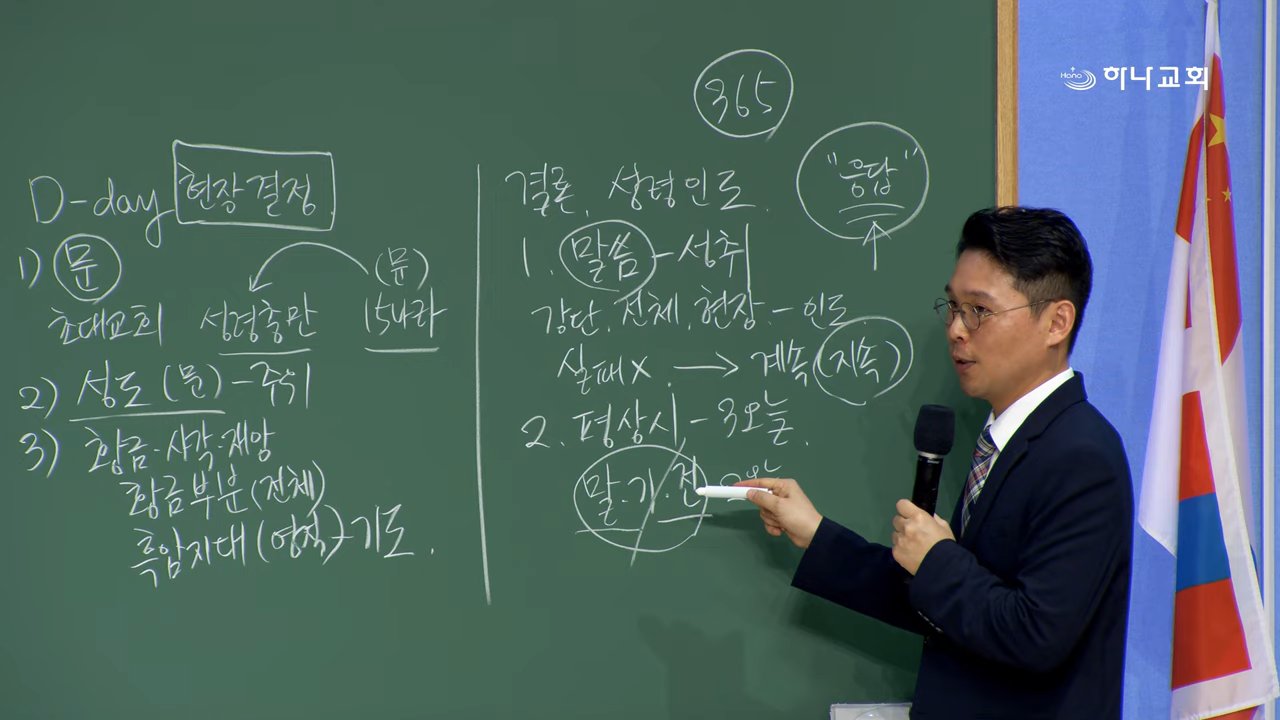 365
D-day 현장결정
1) 문
(문)
초대교회 성령충만 15나라
2) 성도 (문) - 주위
3) 황금·사각·재앙
황금부분(전체)
흑암지대(영적)-기도.
결론. 성령인도.
"응답"
1. 말씀-성취
강단.전체.현장-인도
실패x. → 계속(지속)
2. 평상시-3오늘.
말.기.전
Hana 하나교회